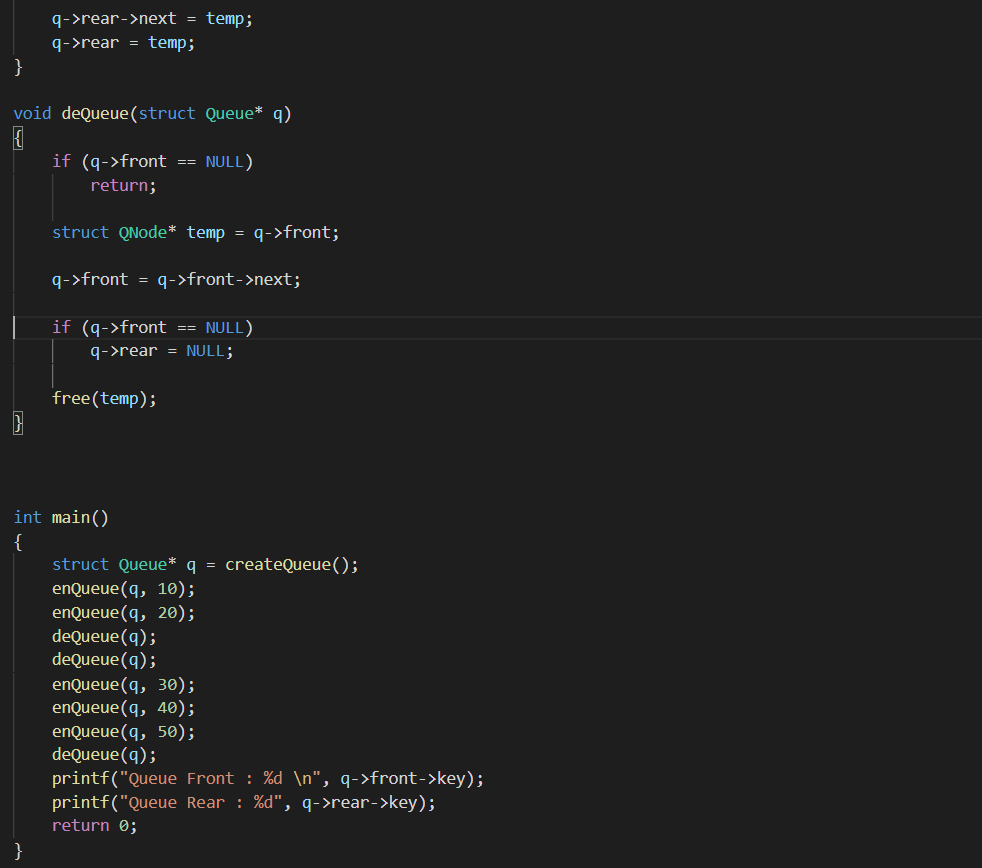 q->rear->next = temp;
    q->rear = temp;
}

void deQueue(struct Queue* q)
{
    if (q->front == NULL)
        return;

    struct QNode* temp = q->front;

    q->front = q->front->next;

    if (q->front == NULL)
        q->rear = NULL;

    free(temp);
}

int main()
{
    struct Queue* q = createQueue();
    enQueue(q, 10);
    enQueue(q, 20);
    deQueue(q);
    deQueue(q);
    enQueue(q, 30);
    enQueue(q, 40);
    enQueue(q, 50);
    deQueue(q);
    printf("Queue Front : %d \n", q->front->key);
    printf("Queue Rear : %d", q->rear->key);
    return 0;
}